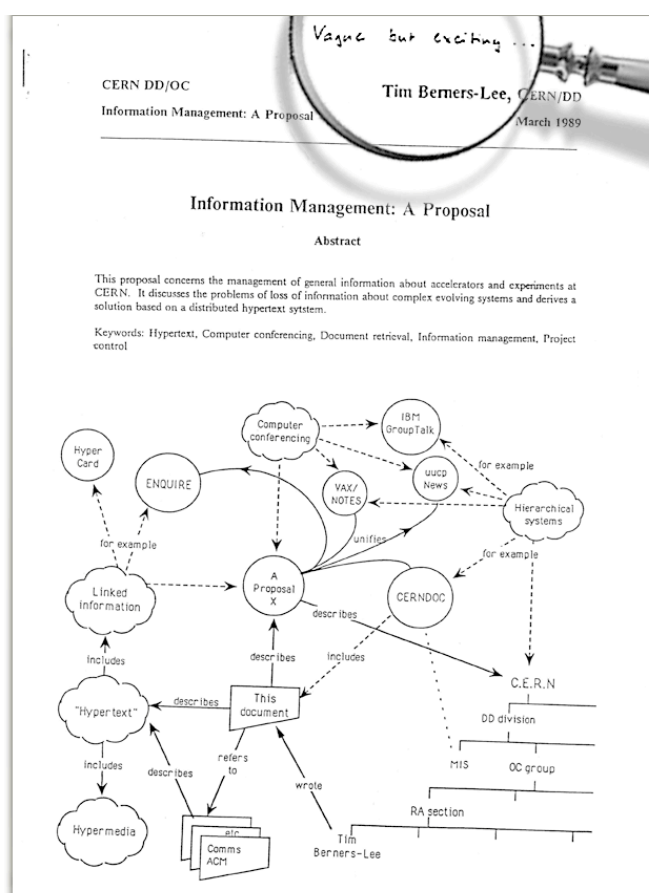 Vague but exciting ...
CERN DD/OC
Tim Berners-Lee, CERN/DD
Information Management: A Proposal
March 1989
Information Management: A Proposal
Abstract
This proposal concerns the management of general information about accelerators and experiments at
CERN. It discusses the problems of loss of information about complex evolving systems and derives a
solution based on a distributed hypertext sytstem.
Keywords: Hypertext, Computer conferencing, Document retrieval, Information management, Project
control
IBM
GroupTalk
Computer
conferencing
Hyper
Card
ENQUIRE
VAX/
NOTES
uucp
News
for example
Hierarchical
systems
unifies
for example
for example
Linked
information
A
Proposal
X
CERNDOC
describes
includes
describes
includes
C.E.R.N
"Hypertext"
describes
This
document
DD division
includes
describes
refers
to
MIS
OC group
wrote
RA section
Hypermedia
etc
Comms
ACM
Tim
Berners-Lee